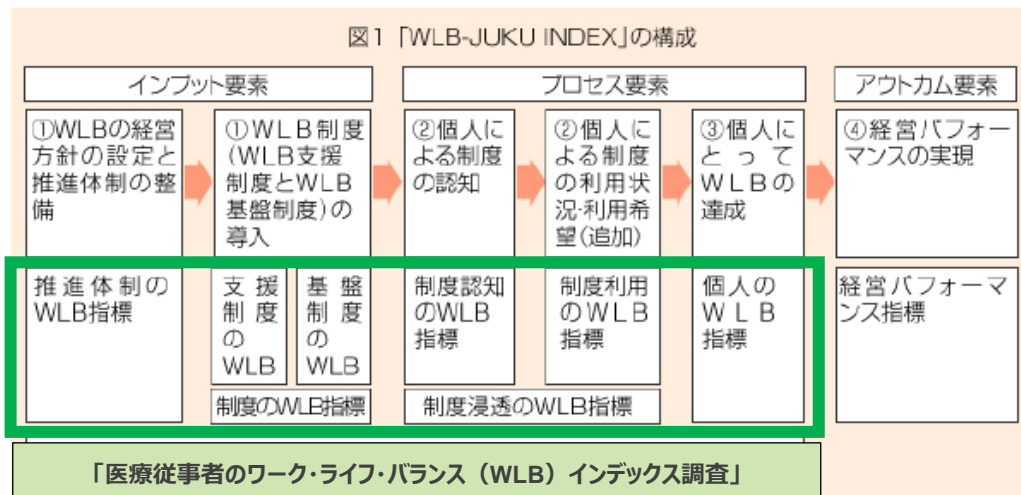 図1「WLB-JUKU INDEX」の構成
インプット要素
プロセス要素
アウトカム要素
①WLBの経営
方針の設定と
推進体制の整
備
①WLB制度
(WLB支援
制度とWLB
基盤制度)の
導入
②個人に
よる制度
の認知
②個人に
よる制度
の利用状
況・利用希
望(追加)
③個人に
とって
WLBの
達成
④経営パフォー
マンスの実現
推進体制の
WLB指標
支援
制度
の
WLB
基盤
制度
の
WLB
制度のWLB指標
制度認知
のWLB
指標
制度利用
のWLB
指標
制度浸透のWLB指標
個人の
WLB
指標
経営パフォーマ
ンス指標
「医療従事者のワーク・ライフ・バランス（WLB）インデックス調査」